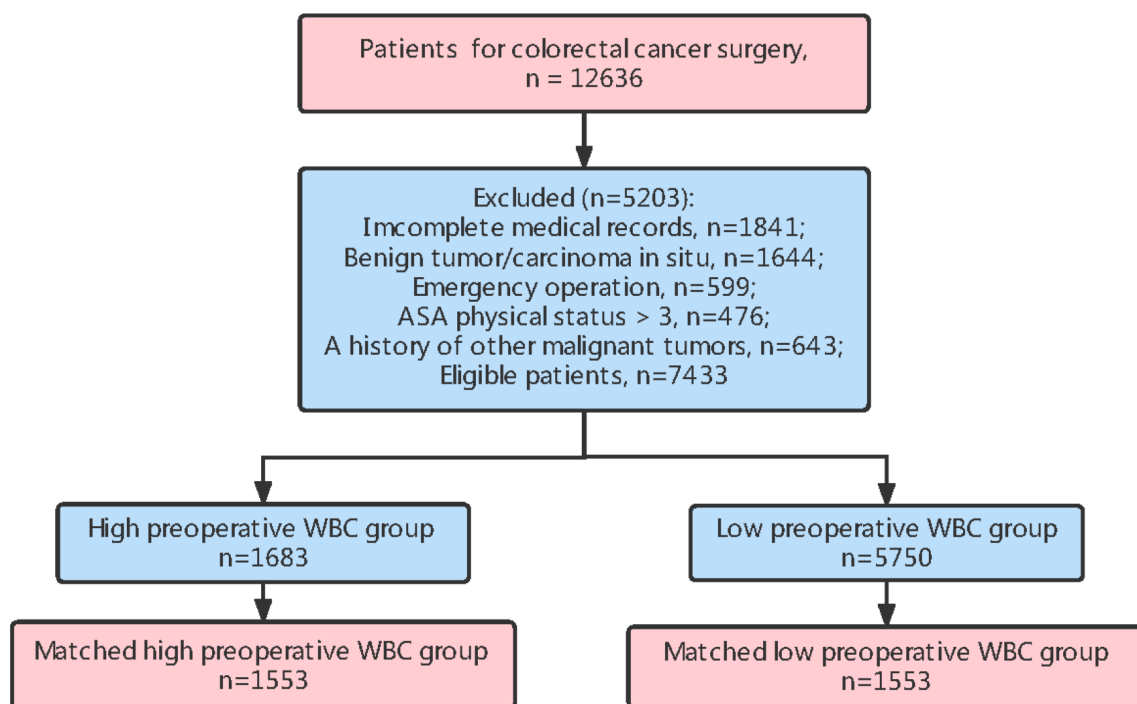 Patients for colorectal cancer surgery,
n = 12636
Excluded (n=5203):
Imcomplete medical records, n=1841;
Benign tumor/carcinoma in situ, n=1644;
Emergency operation, n=599;
ASA physical status > 3, n=476;
A history of other malignant tumors, n=643;
Eligible patients, n=7433
High preoperative WBC group
n=1683
Low preoperative WBC group
n=5750
Matched high preoperative WBC group
n=1553
Matched low preoperative WBC group
n=1553